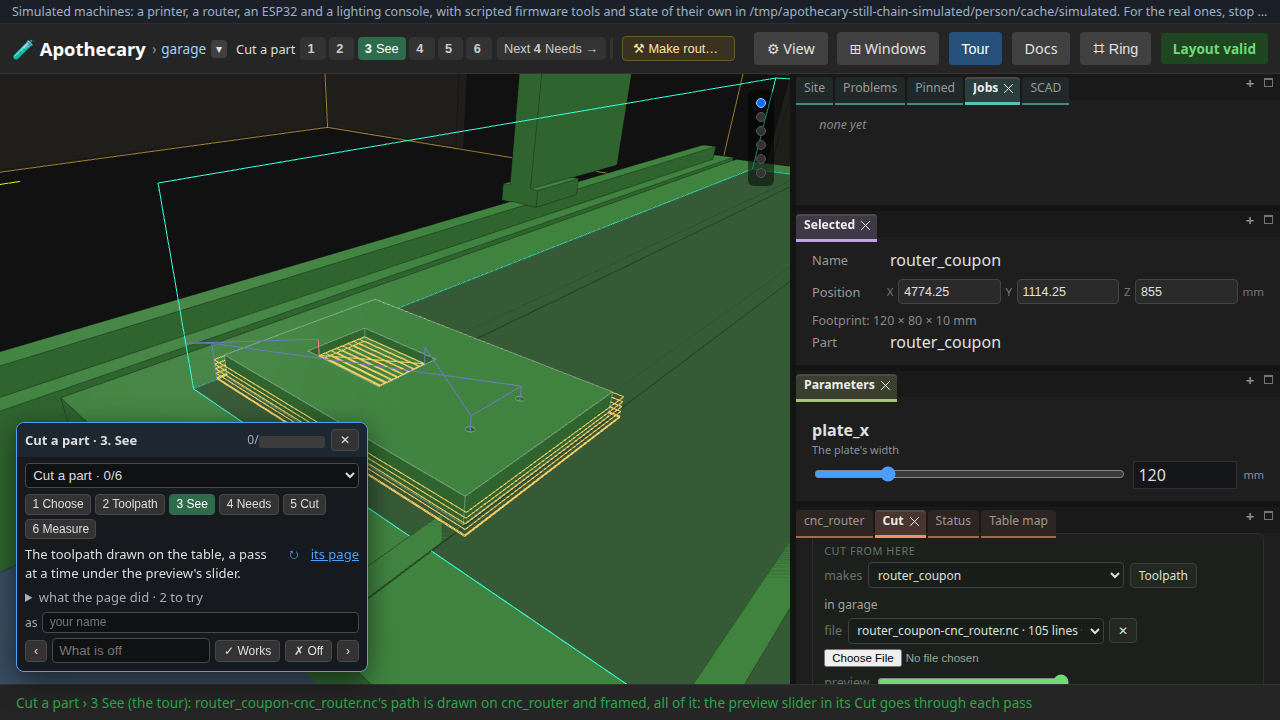 Simulated machines: a printer, a router, an ESP32 and a lighting console, with scripted firmware tools and state of their own in /tmp/apothecary-still-chain-simulated/person/cache/simulated. For the real ones, stop ...
Apothecary › garage ▾ Cut a part 1 2 3 See 4 5 6 Next 4 Needs → ⚒ Make rout... ⚙ View ⊞ Windows Tour Docs ⌗ Ring Layout valid
Site Problems Pinned Jobs SCAD
none yet
Selected
Name router_coupon
Position X 4774.25 Y 1114.25 Z 855 mm
Footprint: 120 × 80 × 10 mm
Part router_coupon
Parameters
plate_x
The plate's width
120 mm
cnc_router Cut Status Table map
CUT FROM HERE
makes router_coupon Toolpath
in garage
file router_coupon-cnc_router.nc · 105 lines ✕
Choose File No file chosen
preview
Cut a part · 3. See 0/ ✕
Cut a part · 0/6
1 Choose 2 Toolpath 3 See 4 Needs 5 Cut
6 Measure
The toolpath drawn on the table, a pass ↻ its page
at a time under the preview's slider.
▶ what the page did · 2 to try
as your name
‹ What is off ✓ Works ✗ Off ›
Cut a part › 3 See (the tour): router_coupon-cnc_router.nc's path is drawn on cnc_router and framed, all of it: the preview slider in its Cut goes through each pass